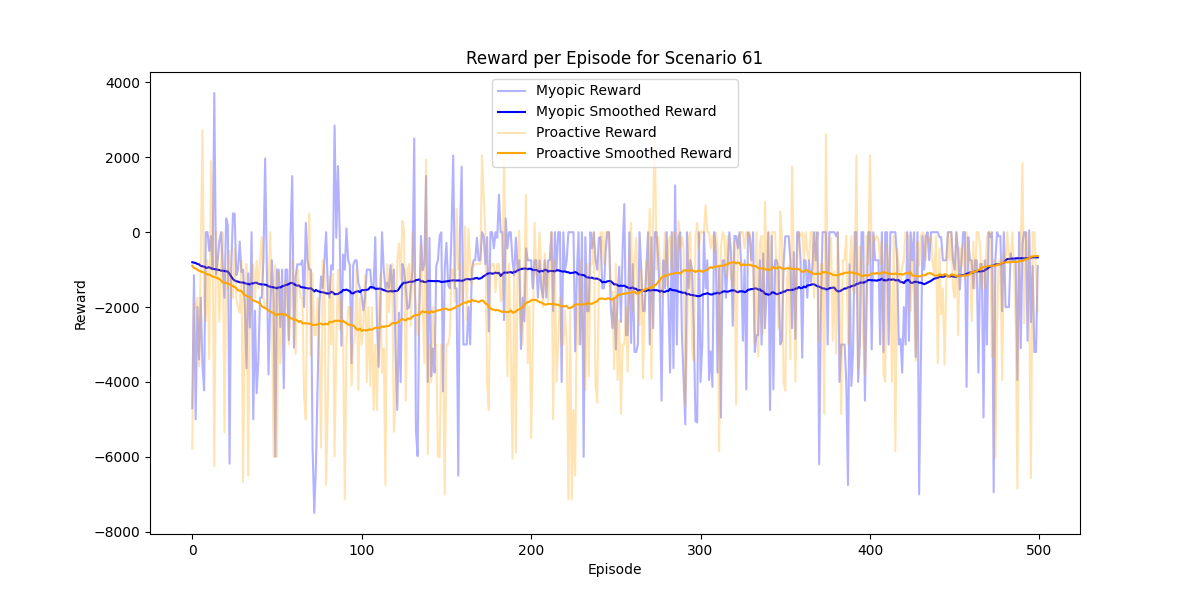 Reward per Episode for Scenario 61
Myopic Reward
Myopic Smoothed Reward
Proactive Reward
Proactive Smoothed Reward
4000
2000
0
−2000
−4000
−6000
−8000
Reward
0 100 200 300 400 500
Episode